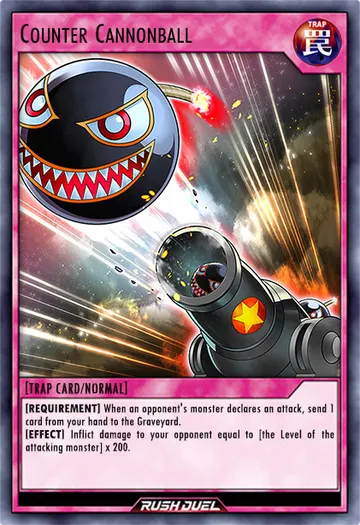 Counter Cannonball
TRAP
罠
[TRAP CARD/NORMAL]
[REQUIREMENT] When an opponent's monster declares an attack, send 1
card from your hand to the Graveyard.
[EFFECT] Inflict damage to your opponent equal to [the Level of the
attacking monster] x 200.
RUSH DUEL